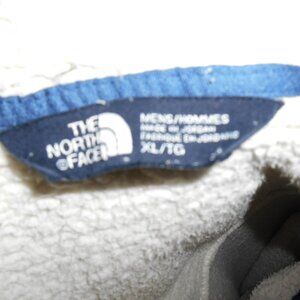 THE
NORTH
FACE
MENS/HOMMES
MADE IN JORDAN
FABRIQUÉ EN JORDANIE
XL/TG